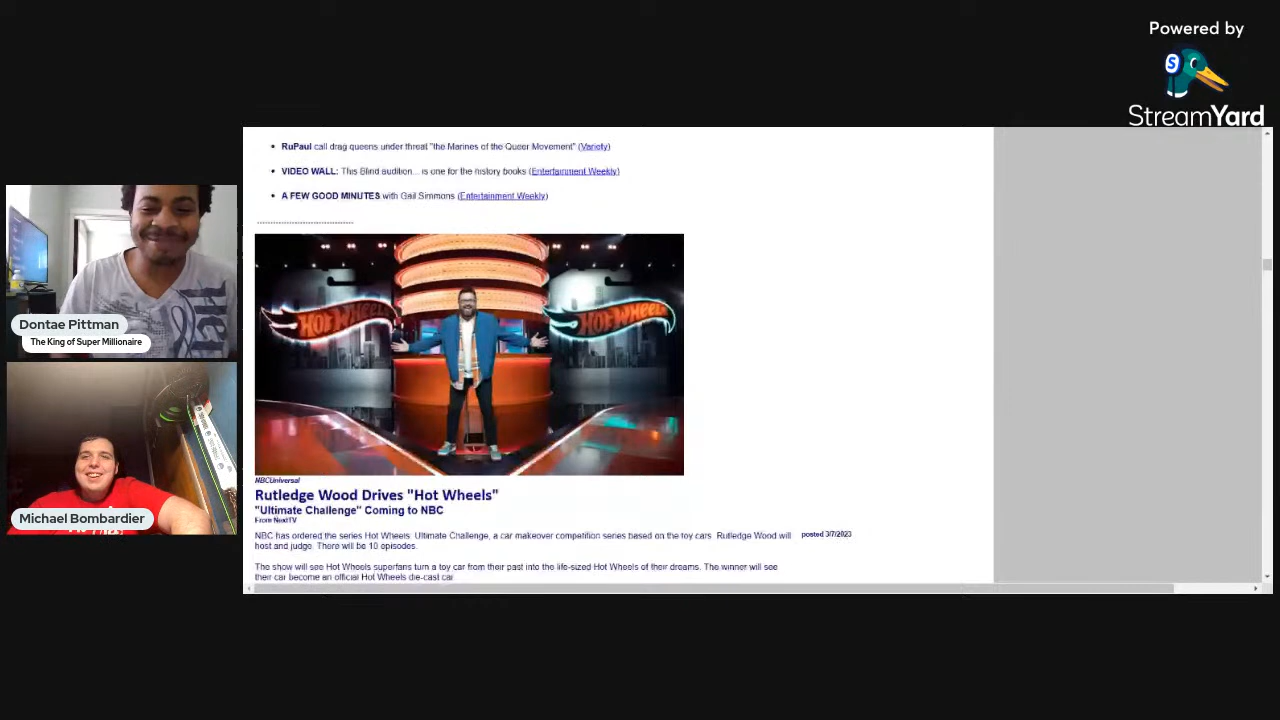 Powered by
StreamYard
• RuPaul call drag queens under threat "the Marines of the Queer Movement" (Variety)
• VIDEO WALL: This Blind audition... is one for the history books (Entertainment Weekly)
• A FEW GOOD MINUTES with Gail Simmons (Entertainment Weekly)
HOT WHEELS
HOT WHEELS
Dontae Pittman
The King of Super Millionaire
Michael Bombardier
NBCUniversal
Rutledge Wood Drives "Hot Wheels"
"Ultimate Challenge" Coming to NBC
From NextTV
NBC has ordered the series Hot Wheels: Ultimate Challenge, a car makeover competition series based on the toy cars. Rutledge Wood will
host and judge. There will be 10 episodes.
posted 3/7/2023
The show will see Hot Wheels superfans turn a toy car from their past into the life-sized Hot Wheels of their dreams. The winner will see
their car become an official Hot Wheels die-cast car